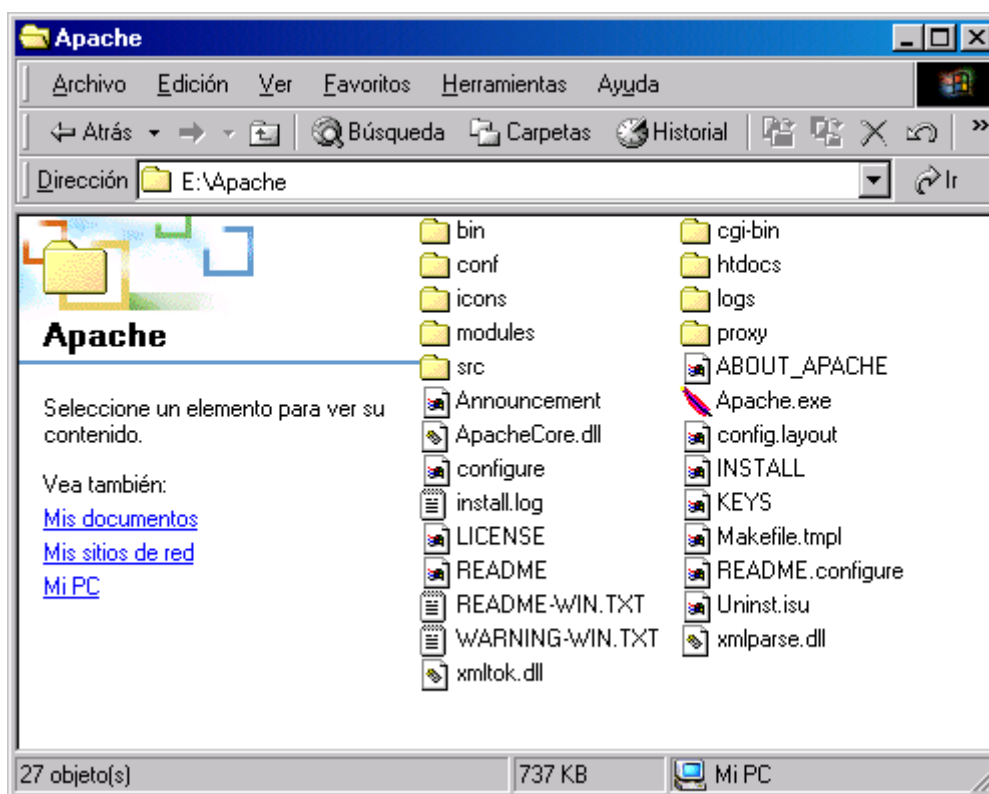 Apache
Archivo Edición Ver Favoritos Herramientas Ayuda
Atrás Búsqueda Carpetas Historial »
Dirección E:\Apache Ir
Apache
Seleccione un elemento para ver su
contenido.
Vea también:
Mis documentos
Mis sitios de red
Mi PC
bin cgi-bin
conf htdocs
icons logs
modules proxy
src ABOUT_APACHE
Announcement Apache.exe
ApacheCore.dll config.layout
configure INSTALL
install.log KEYS
LICENSE Makefile.tmpl
README README.configure
README-WIN.TXT Uninst.isu
WARNING-WIN.TXT xmlparse.dll
xmltok.dll
27 objeto(s) 737 KB Mi PC